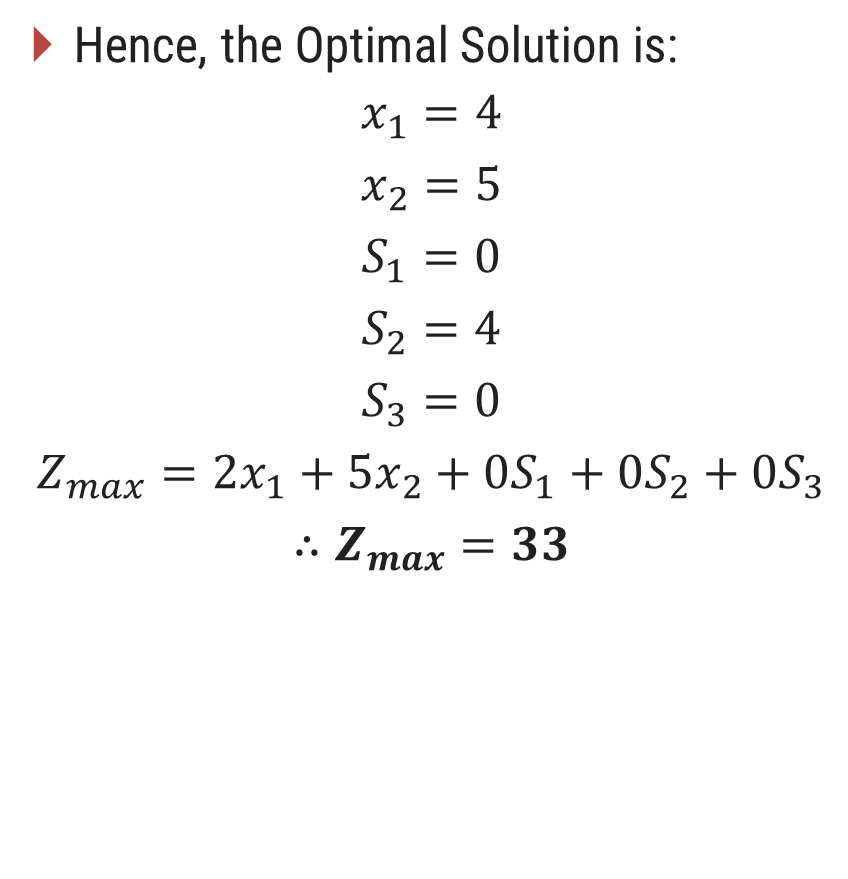 Hence, the Optimal Solution is:
x₁ = 4
x₂ = 5
S₁ = 0
S₂ = 4
S₃ = 0
Zₘₐₓ = 2x₁ + 5x₂ + 0S₁ + 0S₂ + 0S₃
∴ Zₘₐₓ = 33